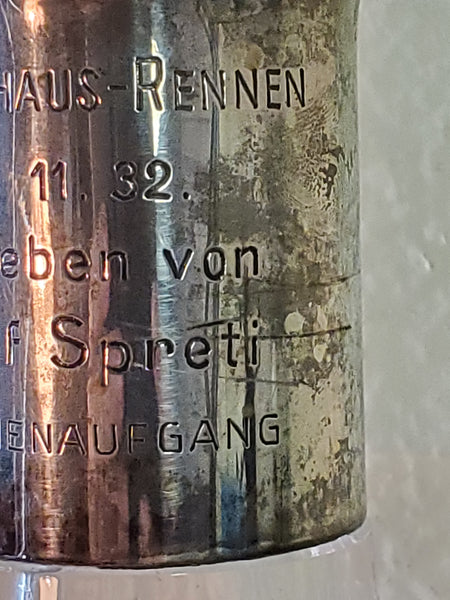 HAUS-RENNEN
11.32.
eben von
f Spreti
ENAUFGANG